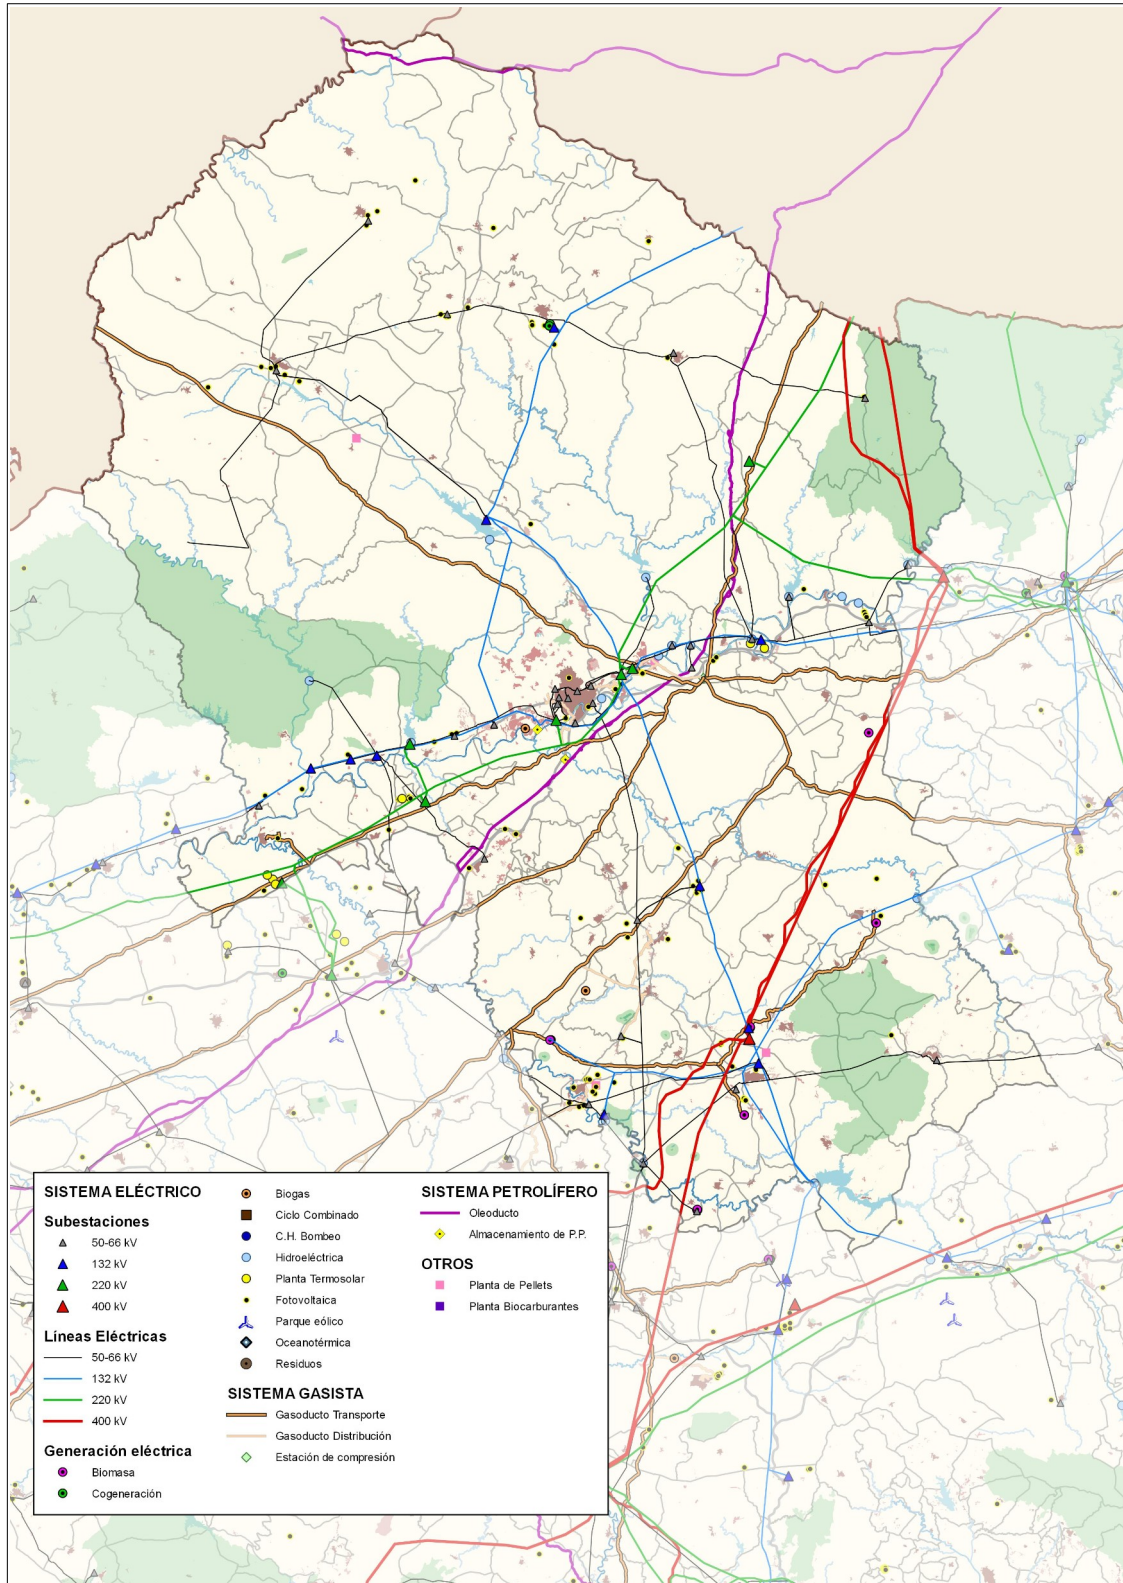 SISTEMA ELÉCTRICO
Subestaciones
50-66 kV
132 kV
220 kV
400 kV
Líneas Eléctricas
50-66 kV
132 kV
220 kV
400 kV
Generación eléctrica
Biomasa
Cogeneración
Biogas
Ciclo Combinado
C.H. Bombeo
Hidroeléctrica
Planta Termosolar
Fotovoltaica
Parque eólico
Oceanotérmica
Residuos
SISTEMA GASISTA
Gasoducto Transporte
Gasoducto Distribución
Estación de compresión
SISTEMA PETROLÍFERO
Oleoducto
Almacenamiento de P.P.
OTROS
Planta de Pellets
Planta Biocarburantes